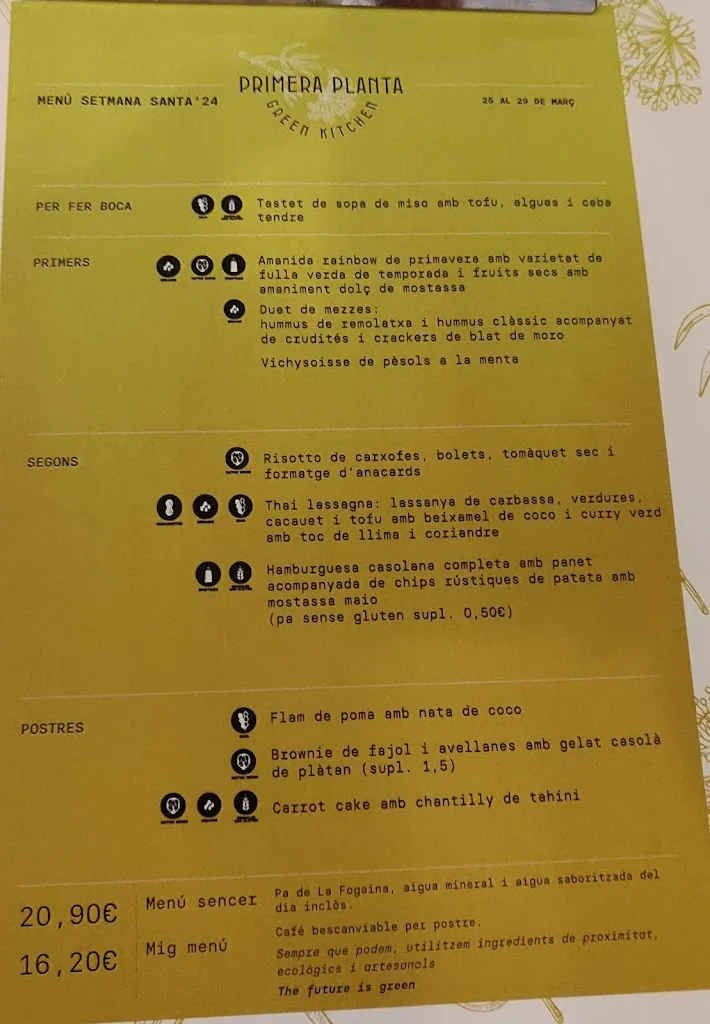 MENÚ SETMANA SANTA'24
PRIMERA PLANTA
GREEN KITCHEN
25 AL 29 DE MARÇ
PER FER BOCA
Tastet de sopa de miso amb tofu, algues i ceba
tendre
PRIMERS
Amanida rainbow de primavera amb varietat de
fulla verda de temporada i fruits secs amb
amaniment dolç de mostassa
Duet de mezzes:
hummus de remolatxa i hummus clàssic acompanyat
de crudités i crackers de blat de moro
Vichysoisse de pèsols a la menta
SEGONS
Risotto de carxofes, bolets, tomàquet sec i
formatge d'anacards
Thai lassagna: lassanya de carbassa, verdures,
cacauet i tofu amb beixamel de coco i curry verd
amb toc de llima i coriandre
Hamburguesa casolana completa amb panet
acompanyada de chips rústiques de patata amb
mostassa maio
(pa sense gluten supl. 0,50€)
POSTRES
Flam de poma amb nata de coco
Brownie de fajol i avellanes amb gelat casolà
de plàtan (supl. 1,5)
Carrot cake amb chantilly de tahini
20,90€
Menú sencer
16,20€
Mig menú
Pa de La Fogaina, aigua mineral i aigua saboritzada del
dia inclòs.
Café bescanviable per postre.
Sempre que podem, utilitzem ingredients de proximitat,
ecològics i artesanals
The future is green